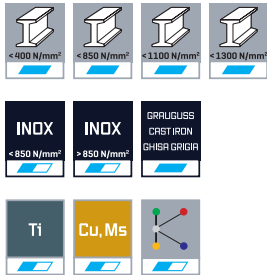 <400 N/mm²
<850 N/mm²
<1100 N/mm²
<1300 N/mm²
INOX
<850 N/mm²
INOX
>850 N/mm²
GRAUGUSS
CAST IRON
GHISA GRIGIA
Ti
Cu, Ms